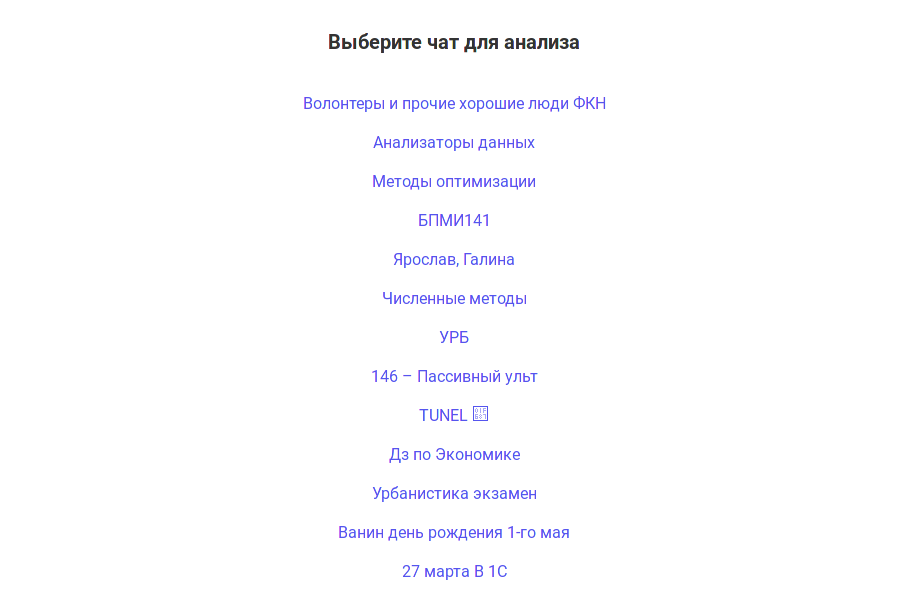 Выберите чат для анализа
Волонтеры и прочие хорошие люди ФКН
Анализаторы данных
Методы оптимизации
БПМИ141
Ярослав, Галина
Численные методы
УРБ
146 – Пассивный ульт
TUNEL
Дз по Экономике
Урбанистика экзамен
Ванин день рождения 1-го мая
27 марта В 1С